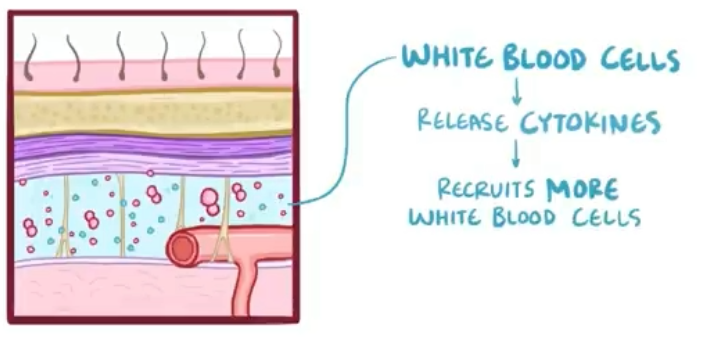 WHITE BLOOD CELLS
RELEASE CYTOKINES
RECRUITS MORE
WHITE BLOOD CELLS